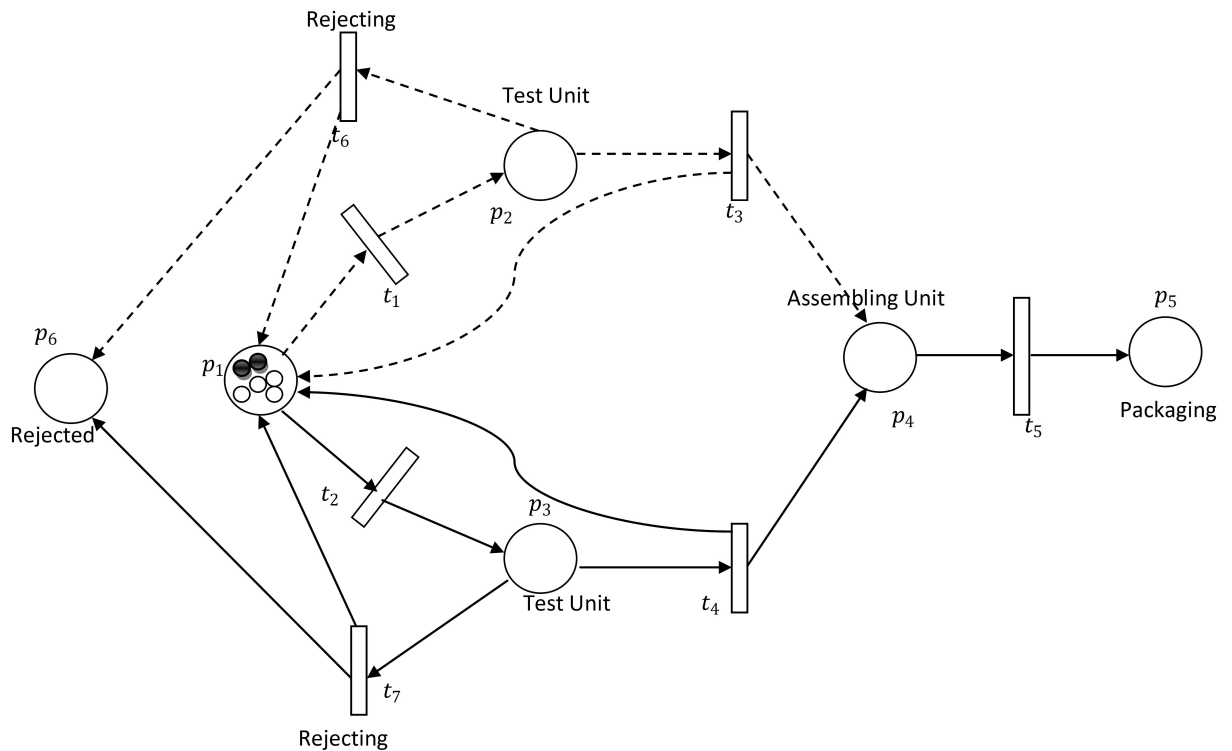 Rejecting
Test Unit
t₆
p₂
t₃
t₁
Assembling Unit
p₅
p₆
p₁
p₄
Packaging
Rejected
t₅
t₂
p₃
Test Unit
t₄
t₇
Rejecting